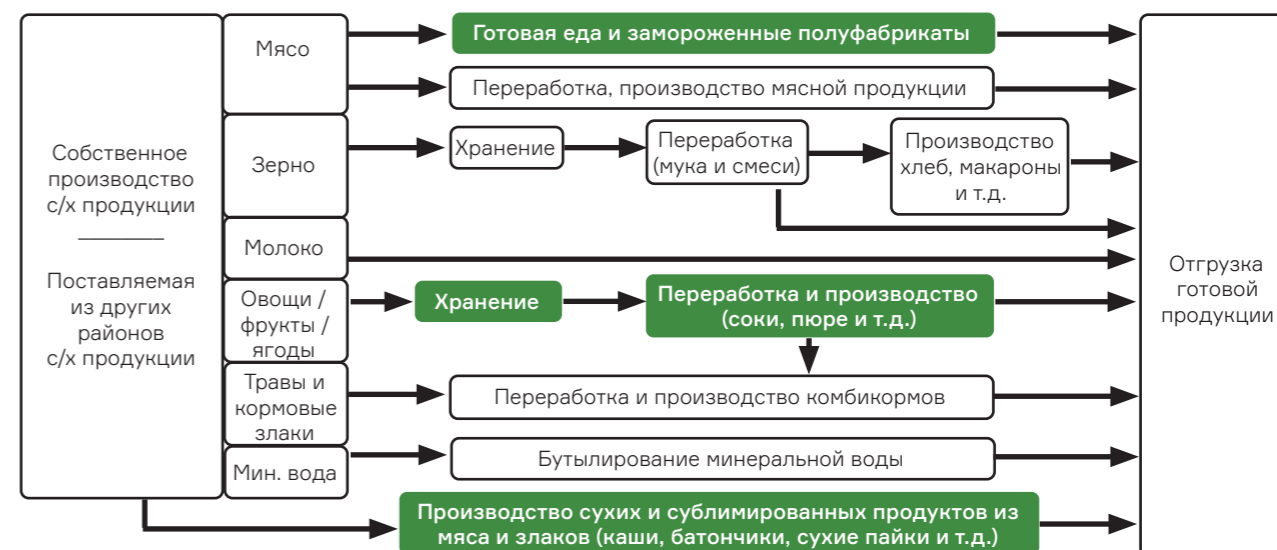 Собственное
производство
с/х продукции
Поставляемая
из других
районов
с/х продукции
Мясо
Готовая еда и замороженные полуфабрикаты
Переработка, производство мясной продукции
Зерно
Хранение
Переработка
(мука и смеси)
Производство
хлеб, макароны
и т.д.
Молоко
Овощи /
фрукты /
ягоды
Хранение
Переработка и производство
(соки, пюре и т.д.)
Травы и
кормовые
злаки
Переработка и производство комбикормов
Мин. вода
Бутылирование минеральной воды
Производство сухих и сублимированных продуктов из
мяса и злаков (каши, батончики, сухие пайки и т.д.)
Отгрузка
готовой
продукции